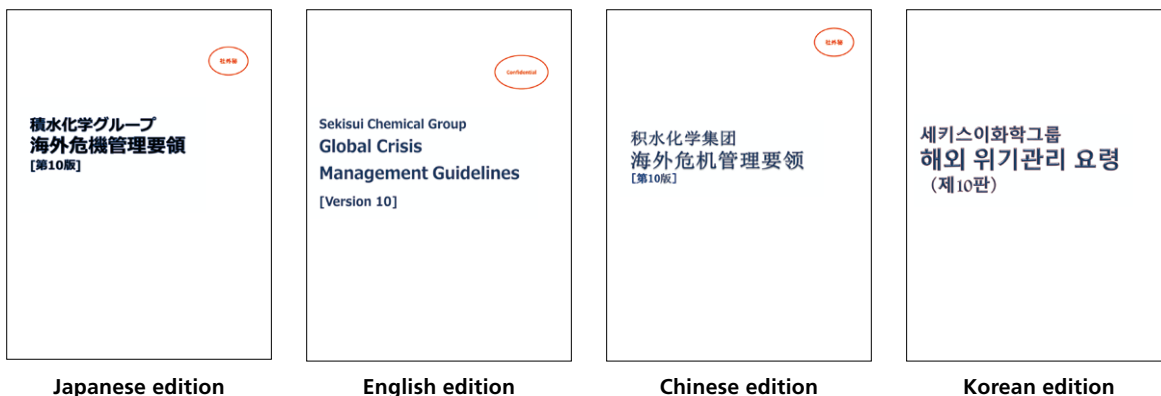 社外秘
積水化学グループ
海外危機管理要領
[第10版]
Japanese edition
Confidential
Sekisui Chemical Group
Global Crisis
Management Guidelines
[Version 10]
English edition
社外秘
积水化学集团
海外危机管理要领
[第10版]
Chinese edition
세키스이화학그룹
해외 위기관리 요령
(제10판)
Korean edition